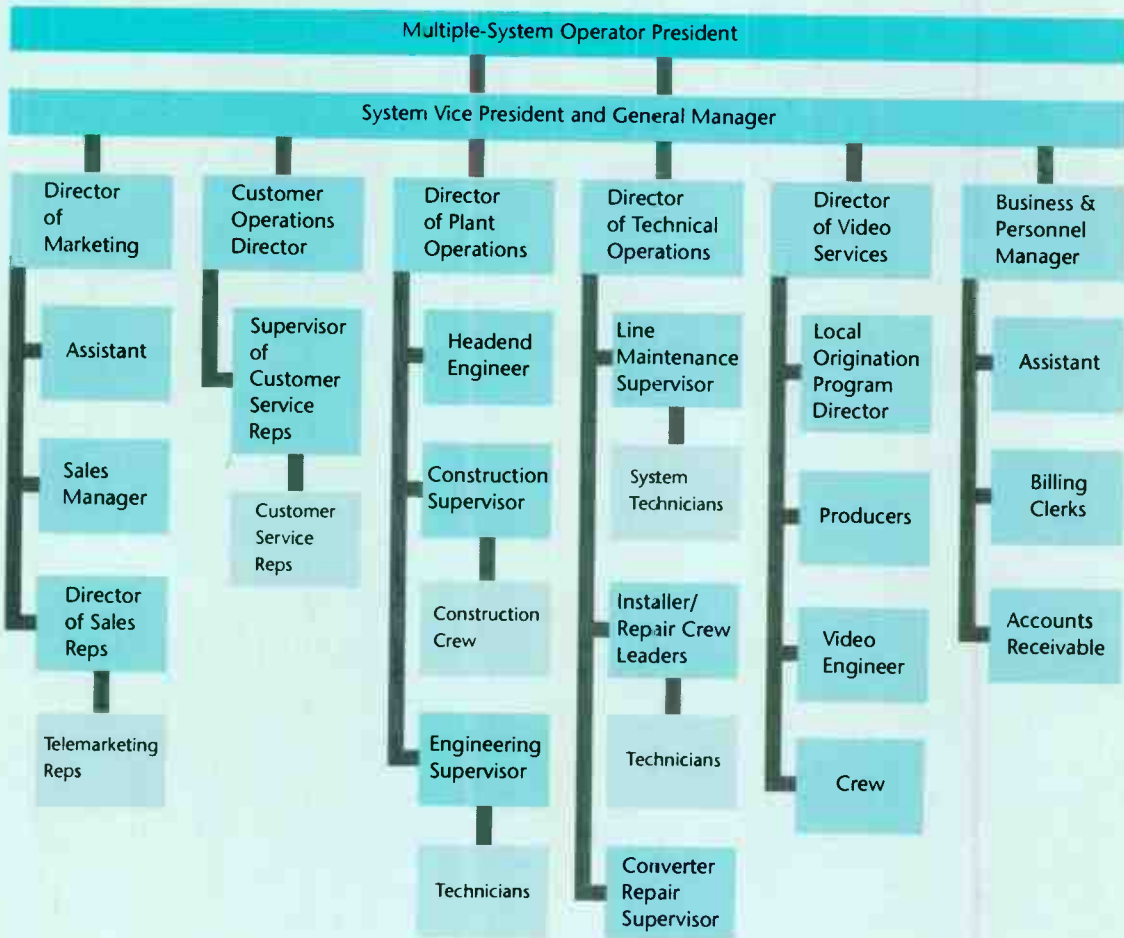 Multiple-System Operator President
System Vice President and General Manager
Director
of
Marketing
Assistant
Sales
Manager
Director
of Sales
Reps
Telemarketing
Reps
Customer
Operations
Director
Supervisor
of
Customer
Service
Reps
Customer
Service
Reps
Director
of Plant
Operations
Headend
Engineer
Construction
Supervisor
Construction
Crew
Engineering
Supervisor
Technicians
Director
of Technical
Operations
Line
Maintenance
Supervisor
System
Technicians
Installer/
Repair Crew
Leaders
Technicians
Converter
Repair
Supervisor
Director
of Video
Services
Local
Origination
Program
Director
Producers
Video
Engineer
Crew
Business &
Personnel
Manager
Assistant
Billing
Clerks
Accounts
Receivable